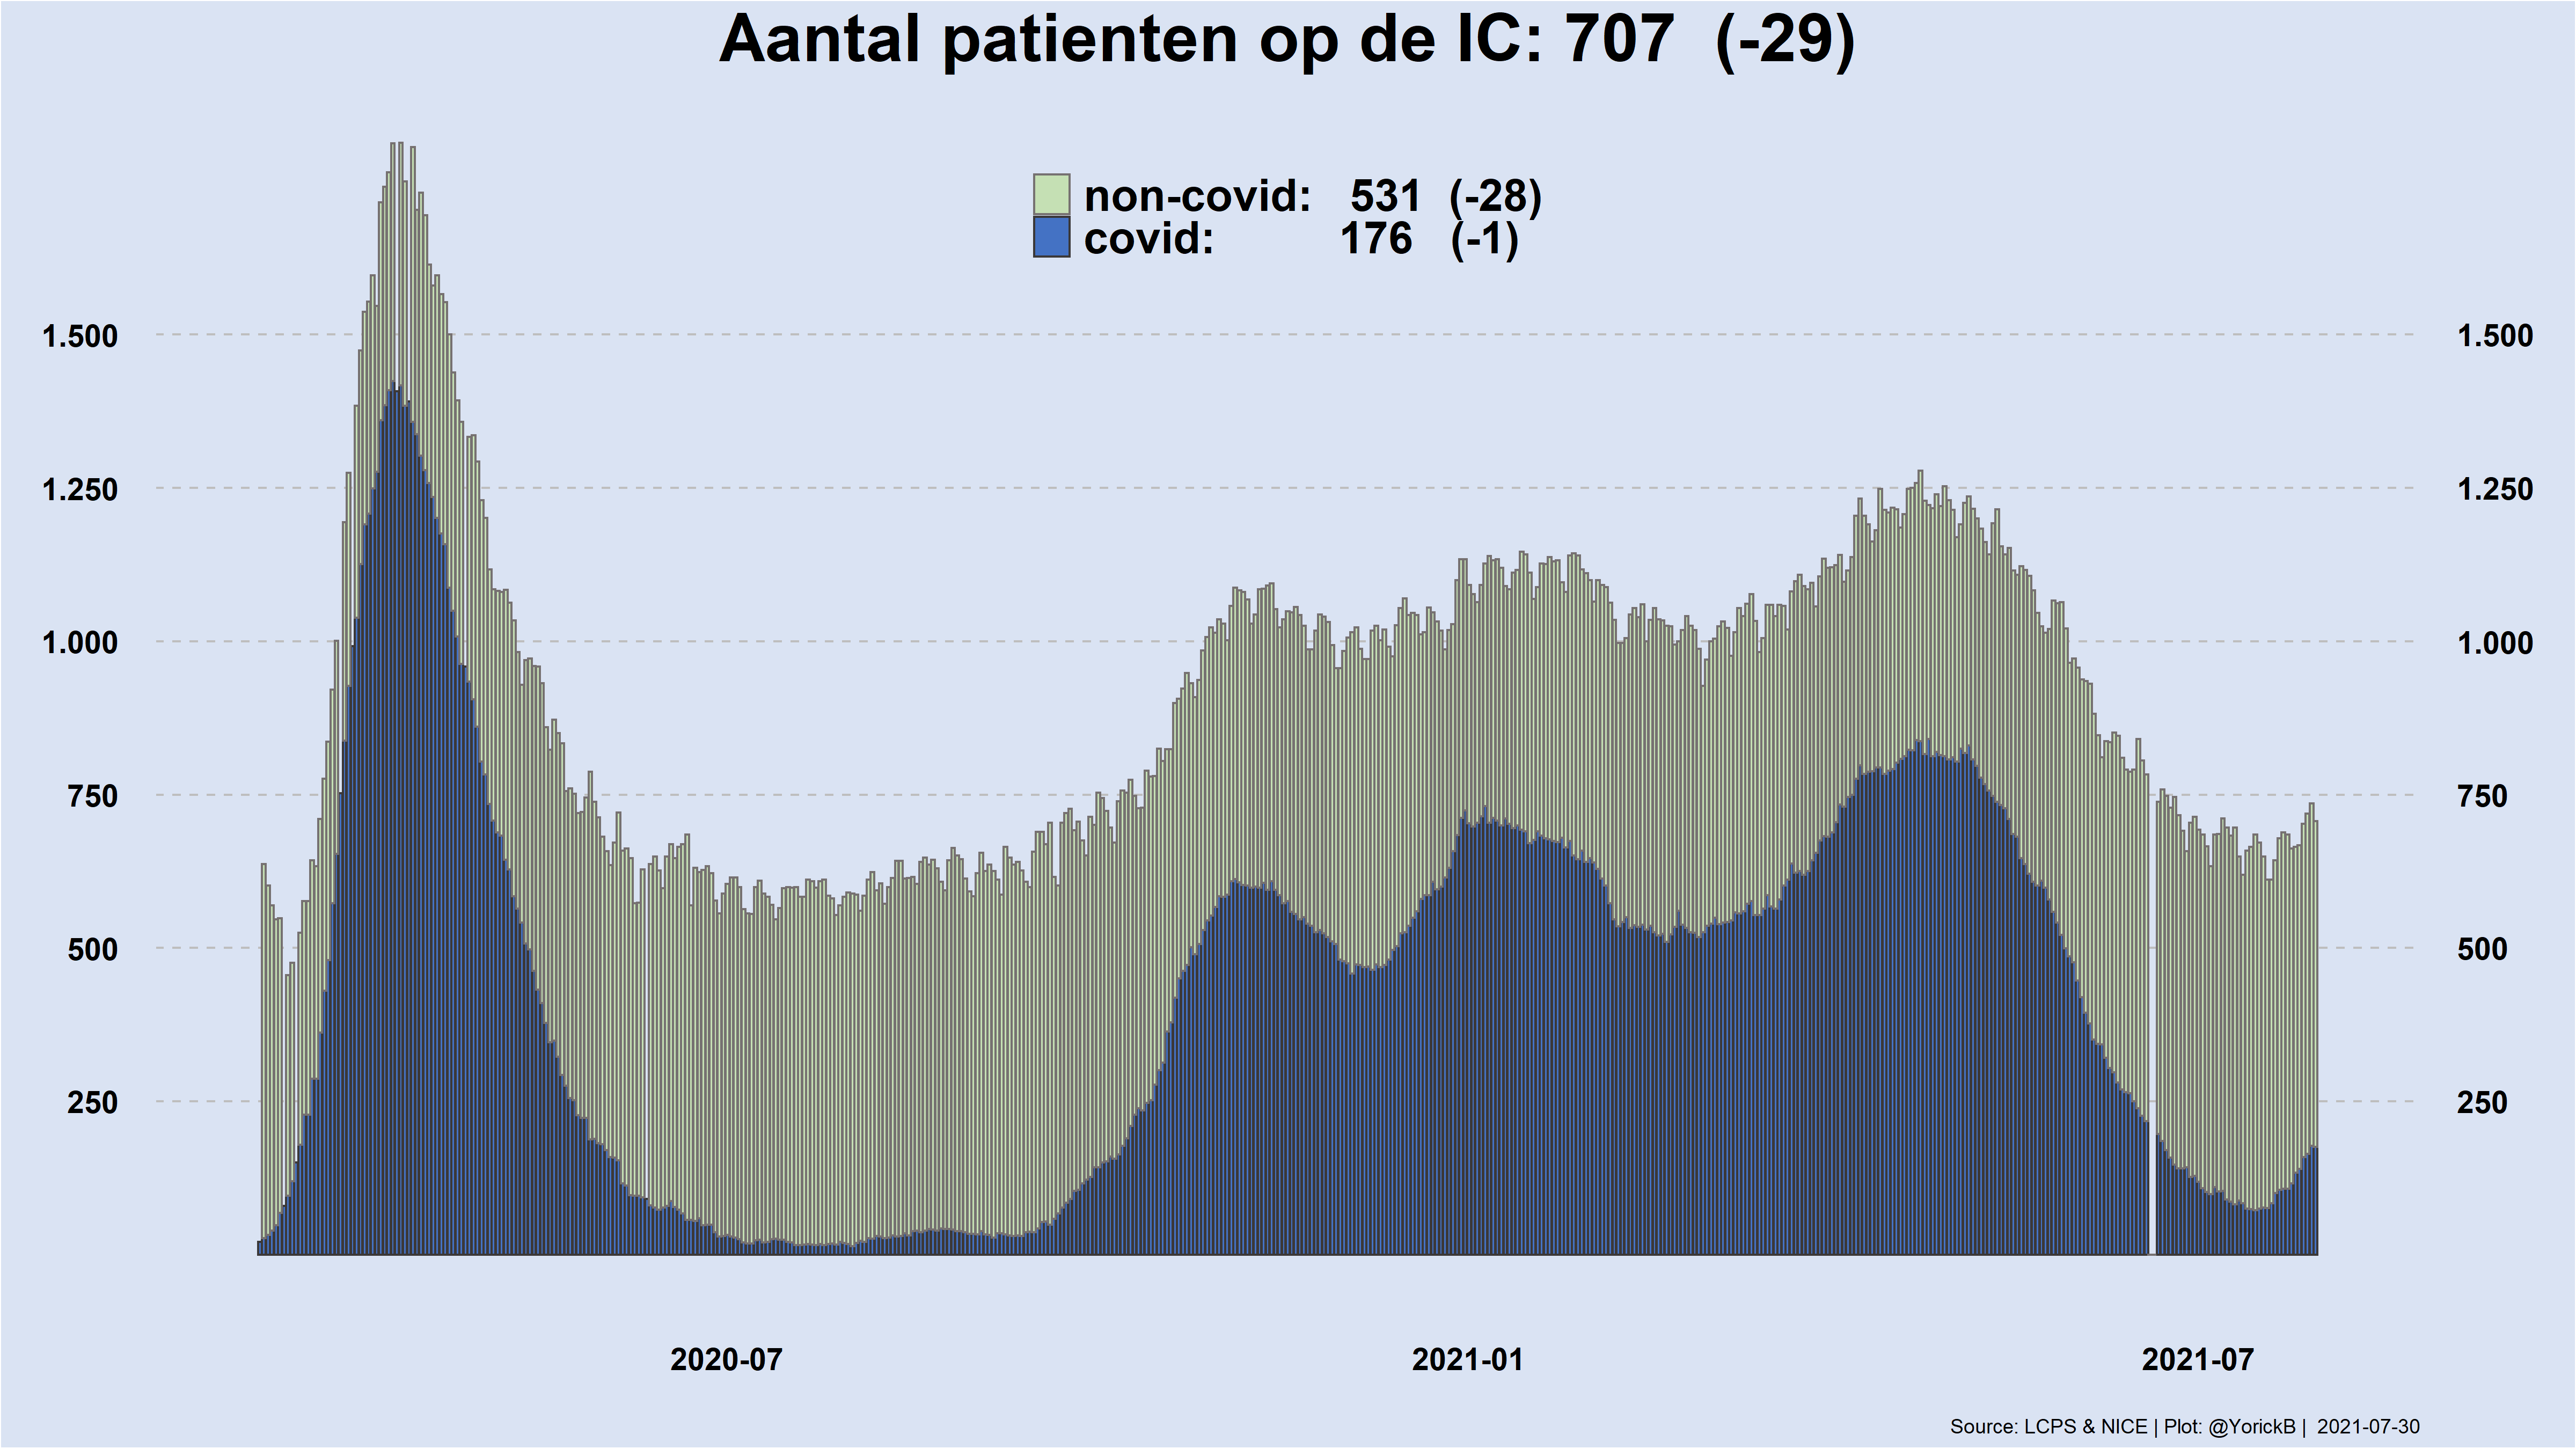 Aantal patienten op de IC: 707 (-29)
non-covid: 531 (-28)
covid: 176 (-1)
1.500 1.500
1.250 1.250
1.000 1.000
750 750
500 500
250 250
2020-07 2021-01 2021-07
Source: LCPS & NICE | Plot: @YorickB | 2021-07-30